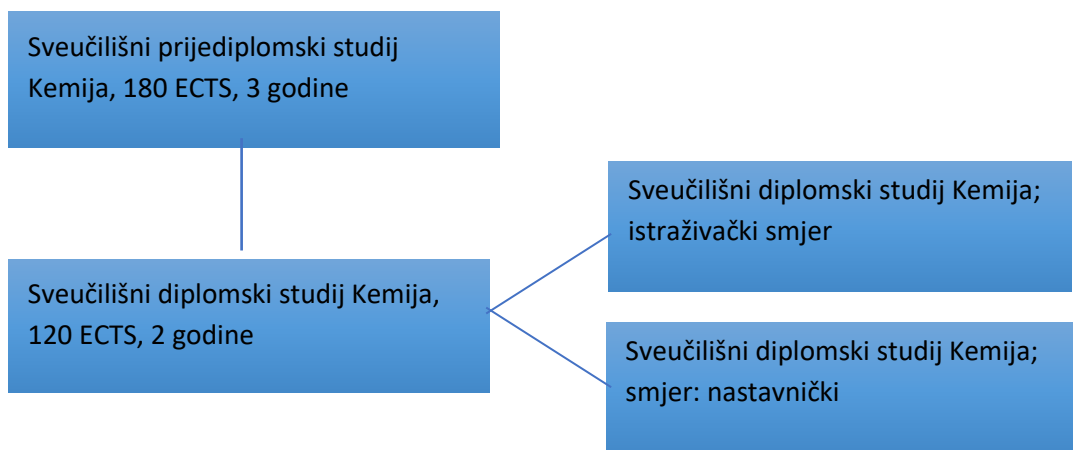 Sveučilišni prijediplomski studij
Kemija, 180 ECTS, 3 godine
Sveučilišni diplomski studij Kemija,
120 ECTS, 2 godine
Sveučilišni diplomski studij Kemija;
istraživački smjer
Sveučilišni diplomski studij Kemija;
smjer: nastavnički